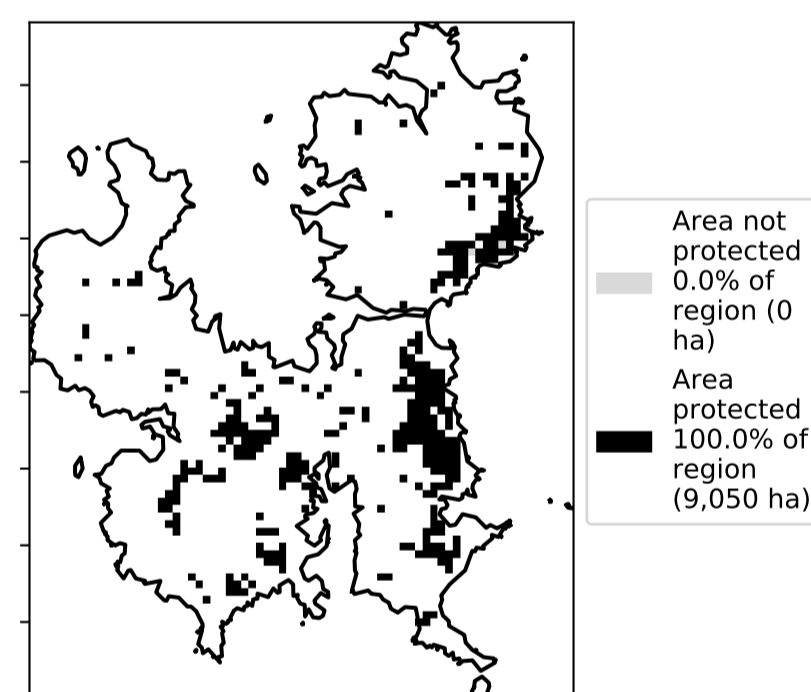 Area not
protected
0.0% of
region (0
ha)
Area
protected
100.0% of
region
(9,050 ha)